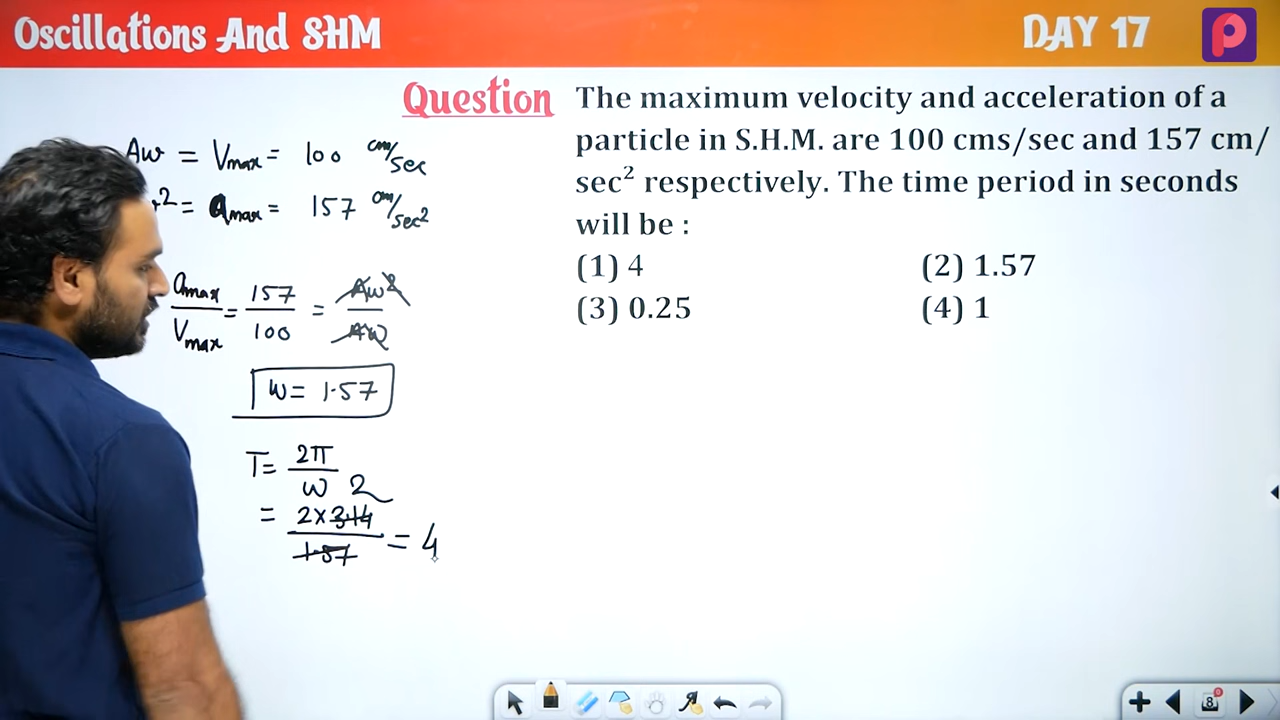 Oscillations And SHM
DAY 17
Question
The maximum velocity and acceleration of a
particle in S.H.M. are 100 cms/sec and 157 cm/
sec² respectively. The time period in seconds
will be :
(1) 4 (2) 1.57
(3) 0.25 (4) 1
Aw = Vmax = 100 cm/sec
² = amax = 157 cm/sec²
amax/Vmax = 157/100 = Aw²/Aw
w = 1.57
T = 2π/w
2
= 2×3.14/1.57 = 4
8